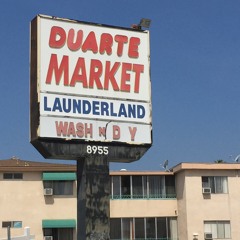 DUARTE
MARKET
LAUNDERLAND
WASH N D Y
8955